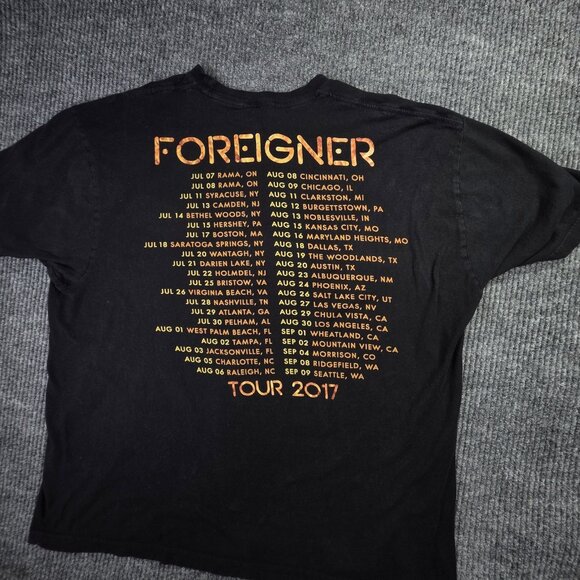 FOREIGNER
JUL 07 RAMA, ON
JUL 08 RAMA, ON
JUL 11 SYRACUSE, NY
JUL 13 CAMDEN, NJ
JUL 14 BETHEL WOODS, NY
JUL 15 HERSHEY, PA
JUL 17 BOSTON, MA
JUL 18 SARATOGA SPRINGS, NY
JUL 20 WANTAGH, NY
JUL 21 DARIEN LAKE, NY
JUL 22 HOLMDEL, NJ
JUL 25 BRISTOW, VA
JUL 26 VIRGINIA BEACH, VA
JUL 28 NASHVILLE, TN
JUL 29 ATLANTA, GA
JUL 30 PELHAM, AL
AUG 01 WEST PALM BEACH, FL
AUG 02 TAMPA, FL
AUG 03 JACKSONVILLE, FL
AUG 05 CHARLOTTE, NC
AUG 06 RALEIGH, NC
AUG 08 CINCINNATI, OH
AUG 09 CHICAGO, IL
AUG 11 CLARKSTON, MI
AUG 12 BURGETTSTOWN, PA
AUG 13 NOBLESVILLE, IN
AUG 15 KANSAS CITY, MO
AUG 16 MARYLAND HEIGHTS, MO
AUG 18 DALLAS, TX
AUG 19 THE WOODLANDS, TX
AUG 20 AUSTIN, TX
AUG 23 ALBUQUERQUE, NM
AUG 24 PHOENIX, AZ
AUG 26 SALT LAKE CITY, UT
AUG 27 LAS VEGAS, NV
AUG 29 CHULA VISTA, CA
AUG 30 LOS ANGELES, CA
SEP 01 WHEATLAND, CA
SEP 02 MOUNTAIN VIEW, CA
SEP 04 MORRISON, CO
SEP 08 RIDGEFIELD, WA
SEP 09 SEATTLE, WA
TOUR 2017